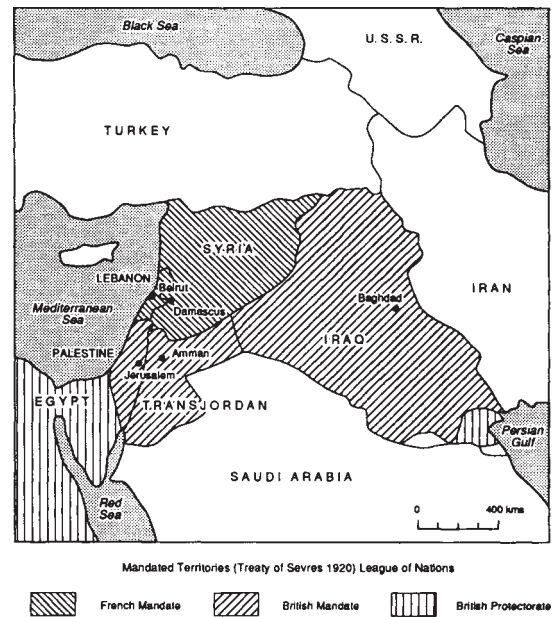 Black Sea
U.S.S.R.
Caspian Sea
TURKEY
SYRIA
LEBANON
Beirut
Damascus
Mediterranean Sea
IRAN
Baghdad
IRAQ
PALESTINE
Amman
Jerusalem
EGYPT
TRANSJORDAN
Persian Gulf
SAUDI ARABIA
Red Sea
0 400 kms
Mandated Territories (Treaty of Sevres 1920) League of Nations
French Mandate British Mandate British Protectorate